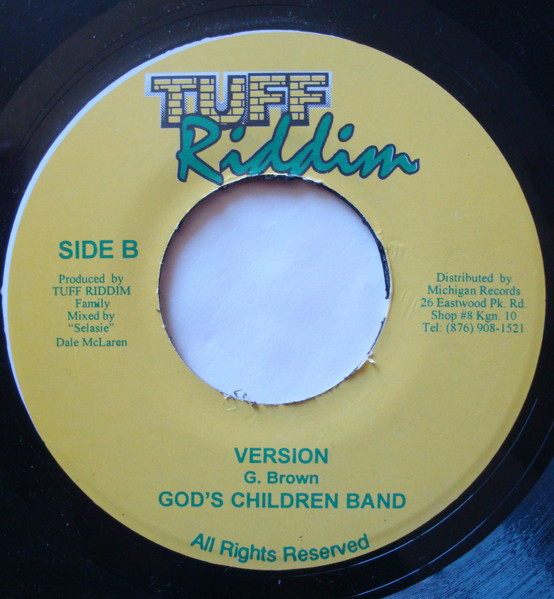 TUFF
Riddim
SIDE B
Produced by
TUFF RIDDIM
Family
Mixed by
"Selasie"
Dale McLaren
Distributed by
Michigan Records
26 Eastwood Pk. Rd.
Shop #8 Kgn. 10
Tel: (876) 908-1521
VERSION
G. Brown
GOD'S CHILDREN BAND
All Rights Reserved